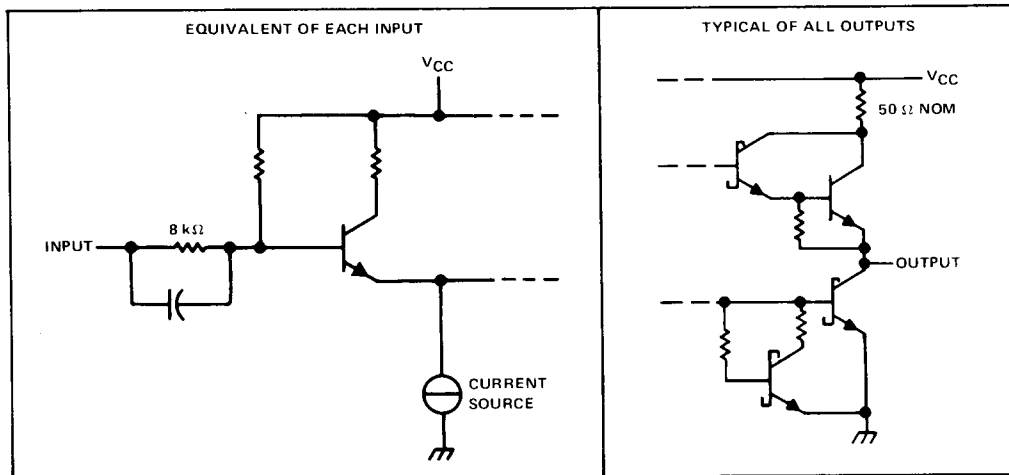 EQUIVALENT OF EACH INPUT
VCC
8 kΩ
INPUT
CURRENT
SOURCE
TYPICAL OF ALL OUTPUTS
VCC
50 Ω NOM
OUTPUT